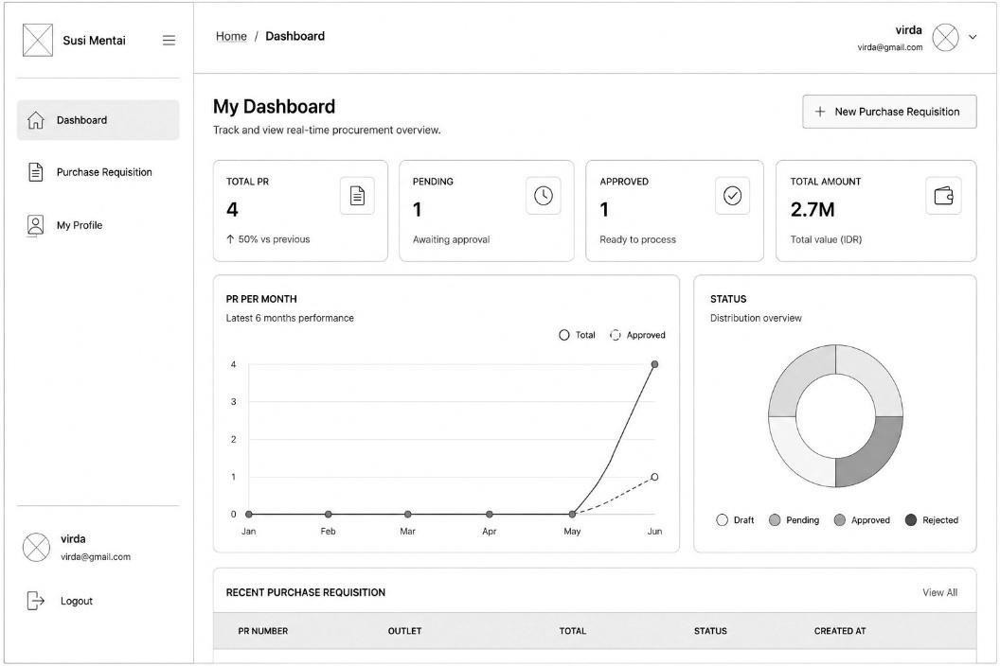 Susi Mentai
Home / Dashboard
virda
virda@gmail.com
Dashboard
Purchase Requisition
My Profile
virda
virda@gmail.com
Logout
My Dashboard
Track and view real-time procurement overview.
+ New Purchase Requisition
TOTAL PR
4
↑ 50% vs previous
PENDING
1
Awaiting approval
APPROVED
1
Ready to process
TOTAL AMOUNT
2.7M
Total value (IDR)
PR PER MONTH
Latest 6 months performance
Total Approved
4
3
2
1
0
Jan Feb Mar Apr May Jun
STATUS
Distribution overview
Draft Pending Approved Rejected
RECENT PURCHASE REQUISITION
View All
PR NUMBER OUTLET TOTAL STATUS CREATED AT